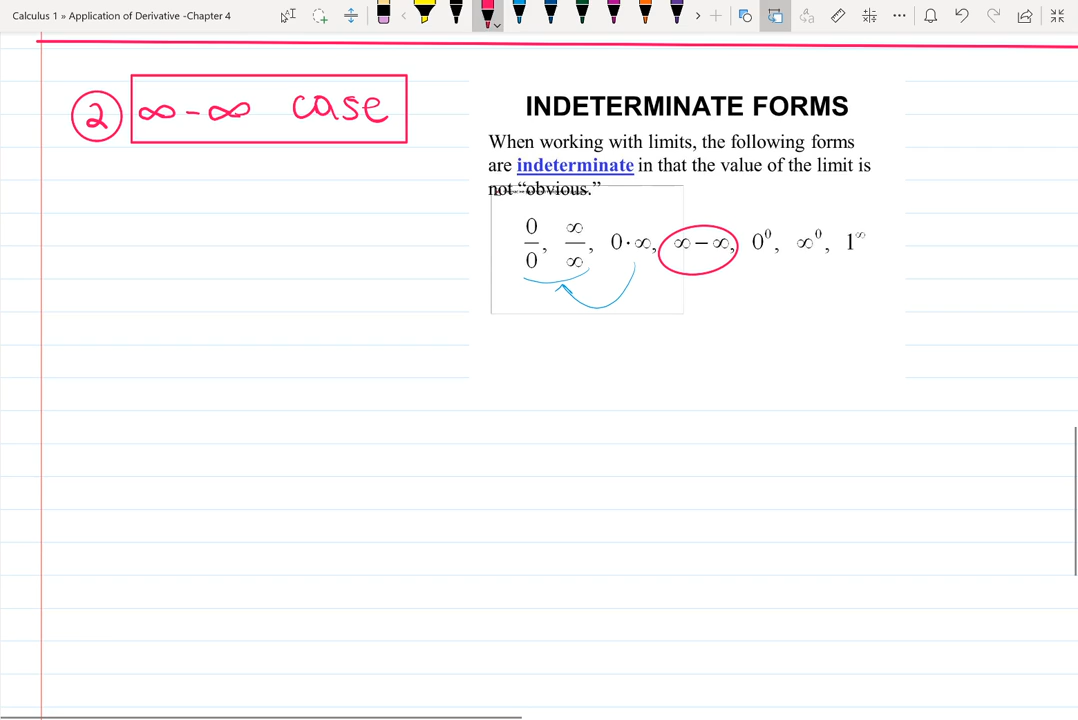 Calculus 1 » Application of Derivative -Chapter 4
② ∞ - ∞ case
INDETERMINATE FORMS
When working with limits, the following forms
are indeterminate in that the value of the limit is
not “obvious.”
0/0, ∞/∞, 0·∞, ∞−∞, 0⁰, ∞⁰, 1^∞